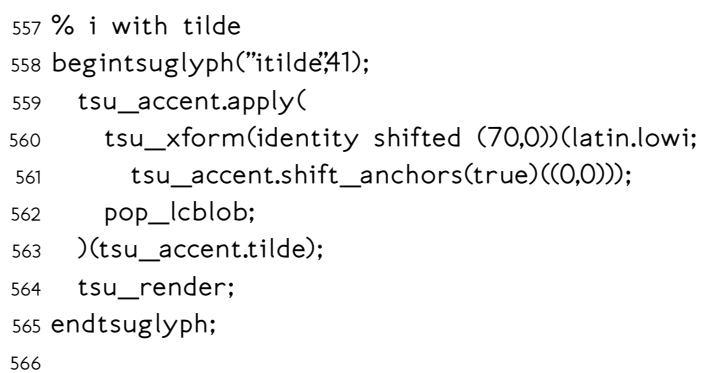 557 % i with tilde
558 begintsuglyph("itilde",41);
559   tsu_accent.apply(
560     tsu_xform(identity shifted (70,0))(latin.lowi;
561       tsu_accent.shift_anchors(true)((0,0)));
562     pop_lcblob;
563   )(tsu_accent.tilde);
564   tsu_render;
565 endtsuglyph;
566